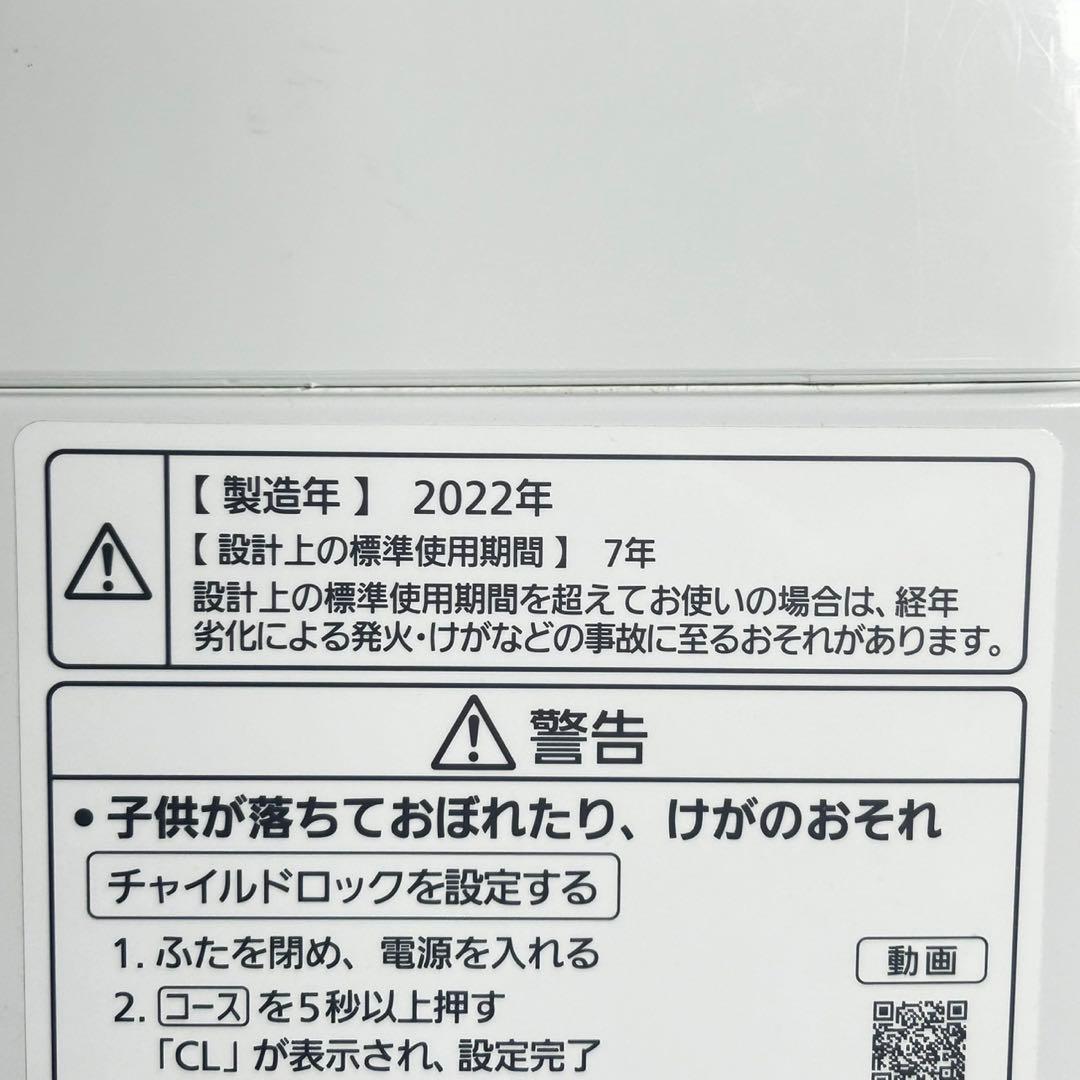 【 製造年 】 2022年
【 設計上の標準使用期間 】 7年
設計上の標準使用期間を超えてお使いの場合は、経年
劣化による発火・けがなどの事故に至るおそれがあります。
警告
• 子供が落ちておぼれたり、けがのおそれ
チャイルドロックを設定する
1. ふたを閉め、電源を入れる
動画
2. コース を5秒以上押す
「CL」が表示され、設定完了